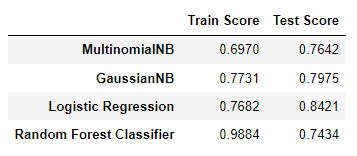 Train Score Test Score
MultinomialNB 0.6970 0.7642
GaussianNB 0.7731 0.7975
Logistic Regression 0.7682 0.8421
Random Forest Classifier 0.9884 0.7434